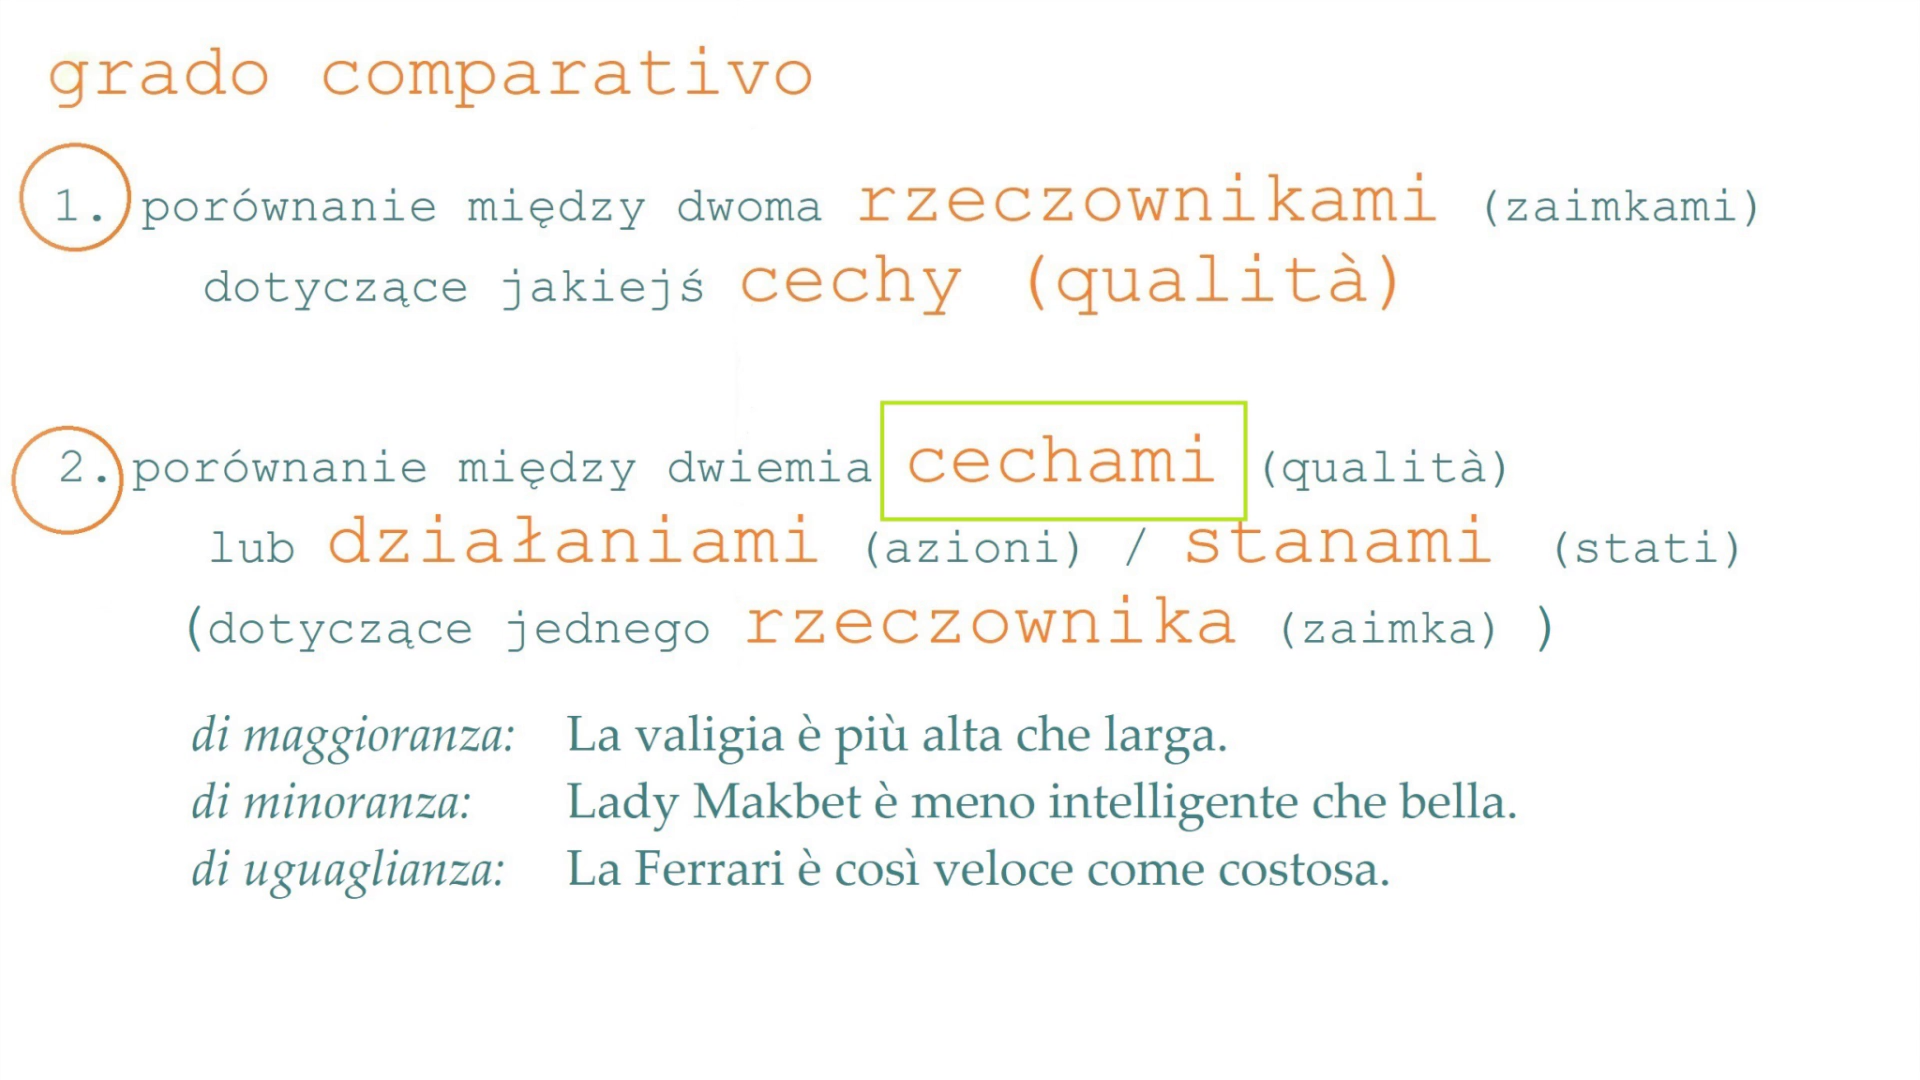 grado comparativo
1. porównanie między dwoma rzeczownikami (zaimkami)
dotyczące jakiejś cechy (qualità)
2. porównanie między dwiemia cechami (qualità)
lub działaniami (azioni) / stanami (stati)
(dotyczące jednego rzeczownika (zaimka) )
di maggioranza: La valigia è più alta che larga.
di minoranza: Lady Makbet è meno intelligente che bella.
di uguaglianza: La Ferrari è così veloce come costosa.